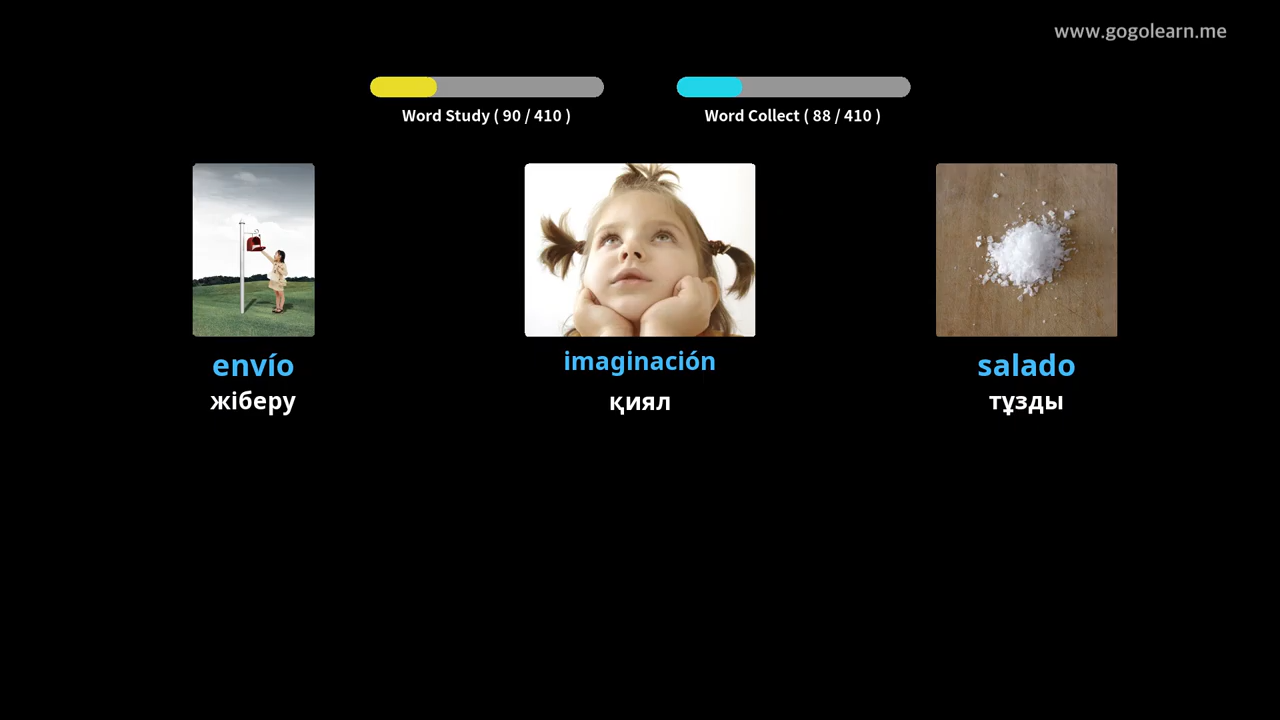 www.gogolearn.me
Word Study ( 90 / 410 )
Word Collect ( 88 / 410 )
envío
жіберу
imaginación
қиял
salado
тұзды